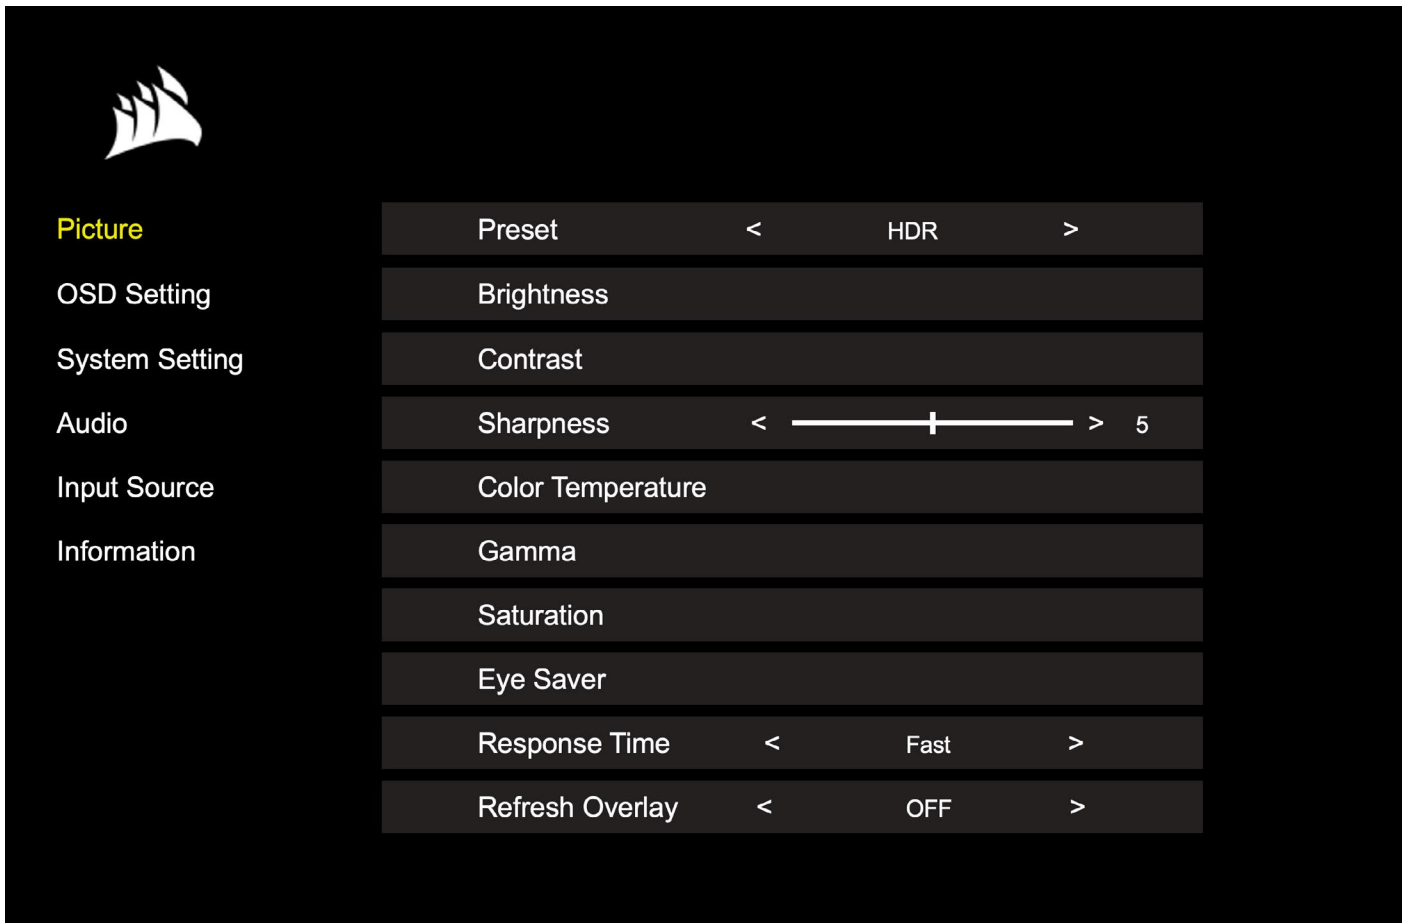 Picture
OSD Setting
System Setting
Audio
Input Source
Information
Preset < HDR >
Brightness
Contrast
Sharpness < > 5
Color Temperature
Gamma
Saturation
Eye Saver
Response Time < Fast >
Refresh Overlay < OFF >